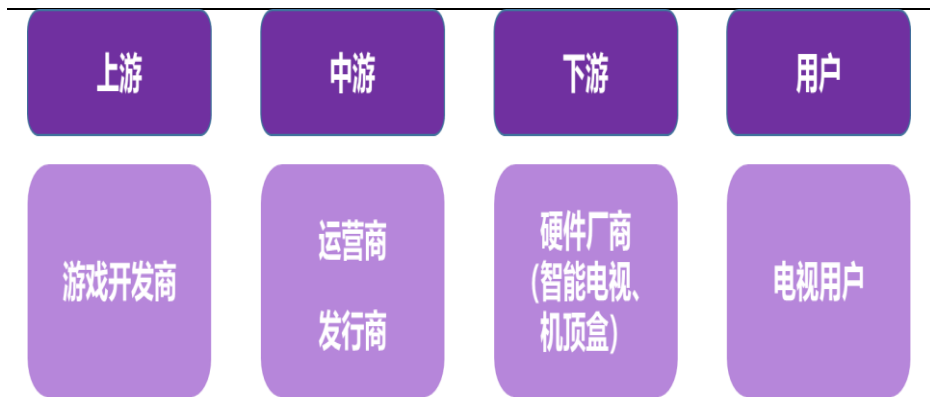 上游
中游
下游
用户
游戏开发商
运营商
发行商
硬件厂商
(智能电视、
机顶盒)
电视用户